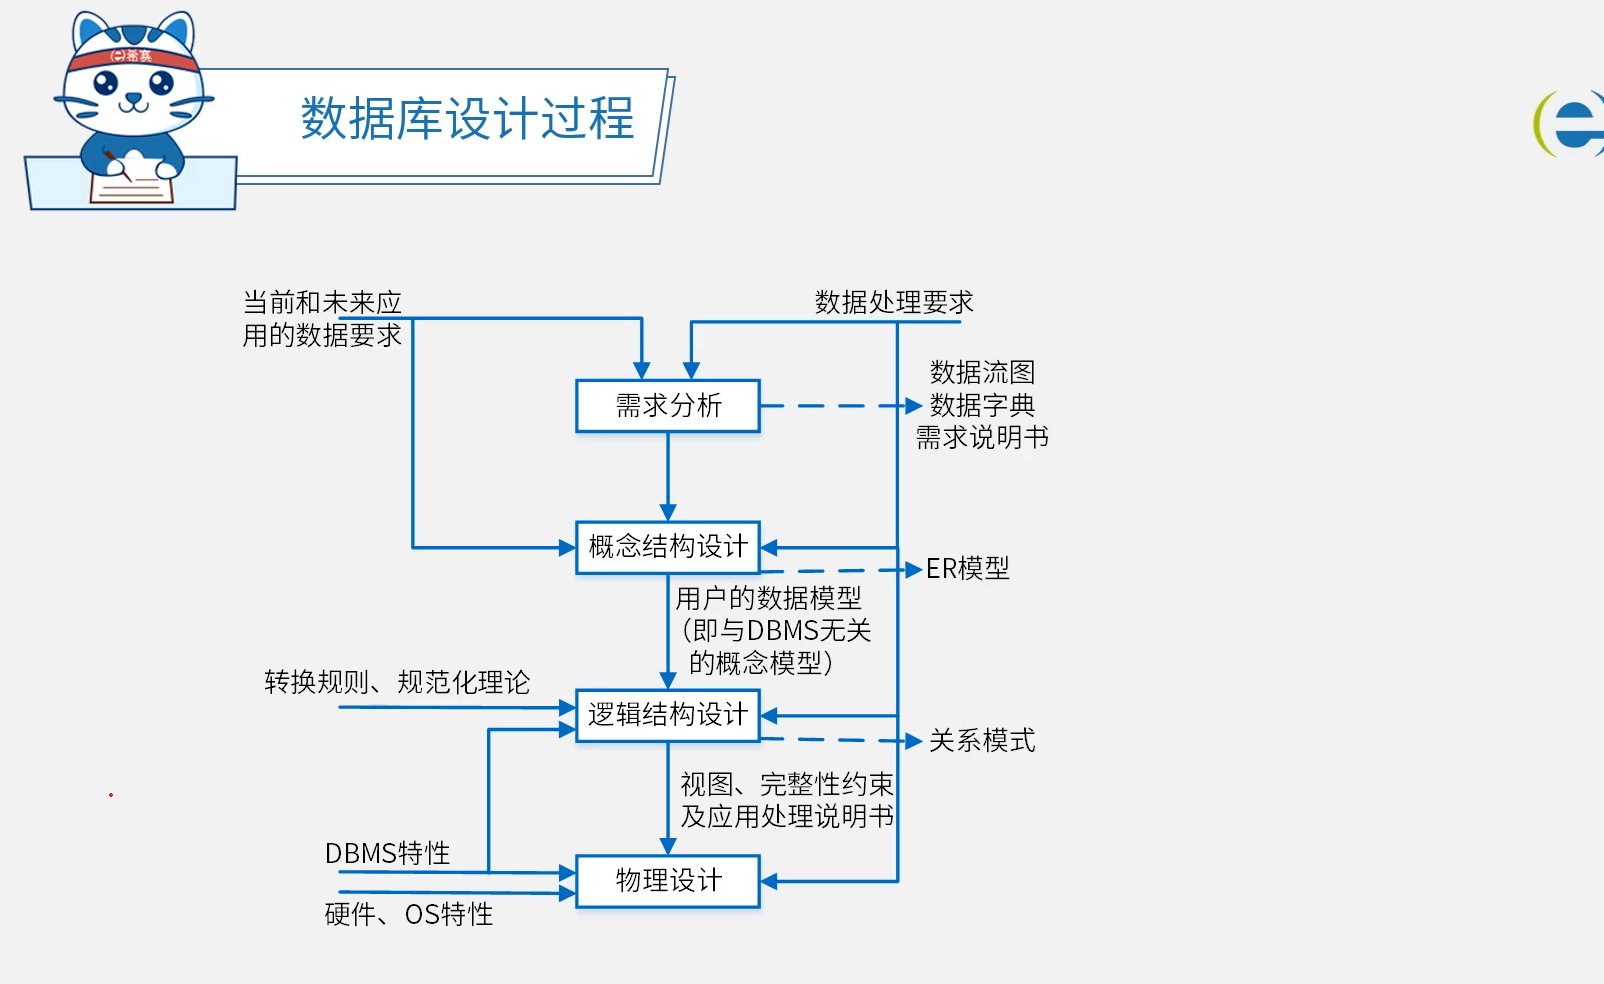 希赛
数据库设计过程
当前和未来应
用的数据要求
数据处理要求
数据流图
数据字典
需求说明书
需求分析
概念结构设计
ER模型
用户的数据模型
（即与DBMS无关
的概念模型）
转换规则、规范化理论
逻辑结构设计
关系模式
视图、完整性约束
及应用处理说明书
DBMS特性
物理设计
硬件、OS特性